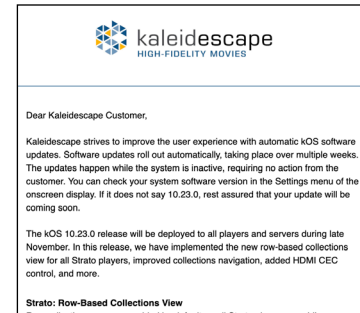 kaleidescape
HIGH-FIDELITY MOVIES
Dear Kaleidescape Customer,
Kaleidescape strives to improve the user experience with automatic kOS software
updates. Software updates roll out automatically, taking place over multiple weeks.
The updates happen while the system is inactive, requiring no action from the
customer. You can check your system software version in the Settings menu of the
onscreen display. If it does not say 10.23.0, rest assured that your update will be
coming soon.
The kOS 10.23.0 release will be deployed to all players and servers during late
November. In this release, we have implemented the new row-based collections
view for all Strato players, improved collections navigation, added HDMI CEC
control, and more.
Strato: Row-Based Collections View